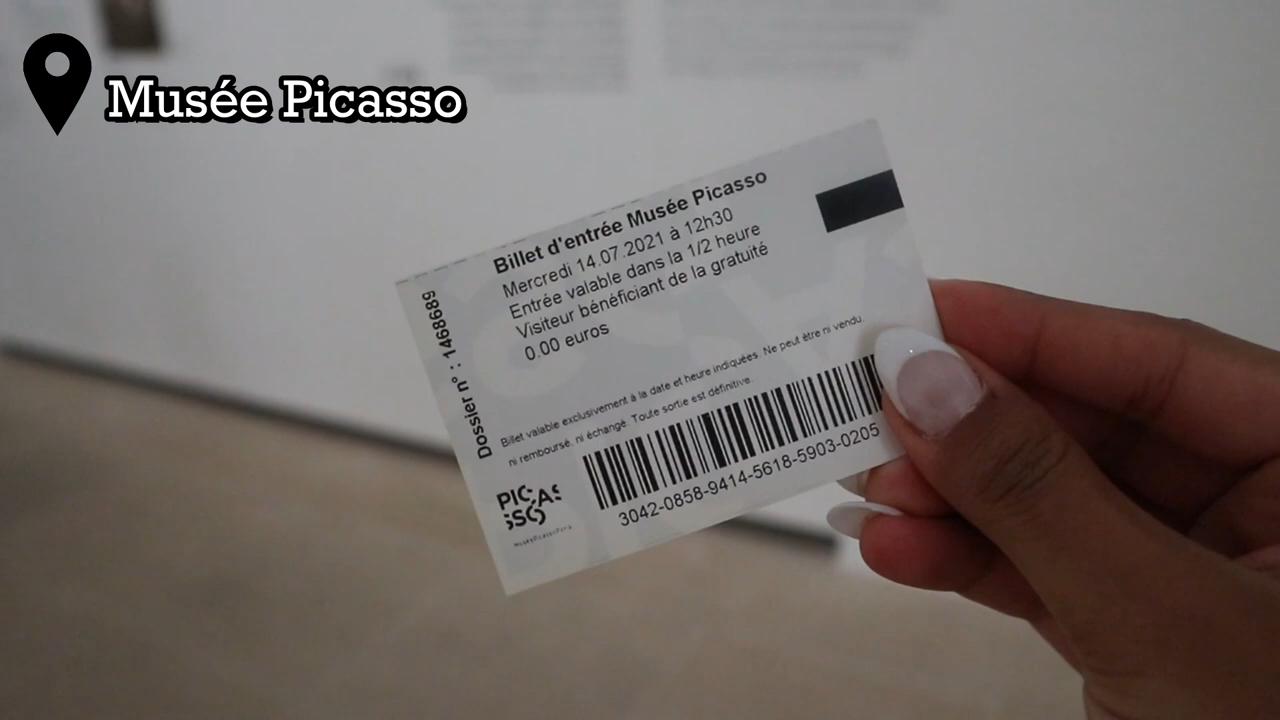 Musée Picasso
Billet d'entrée Musée Picasso
Mercredi 14.07.2021 à 12h30
Entrée valable dans la 1/2 heure
Visiteur bénéficiant de la gratuité
0.00 euros
Dossier n° : 1468689
Billet valable exclusivement à la date et heure indiquées. Ne peut être ni vendu,
ni remboursé, ni échangé. Toute sortie est définitive.
PICAS
SSO
MuséePicassoParis
3042-0858-9414-5618-5903-0205